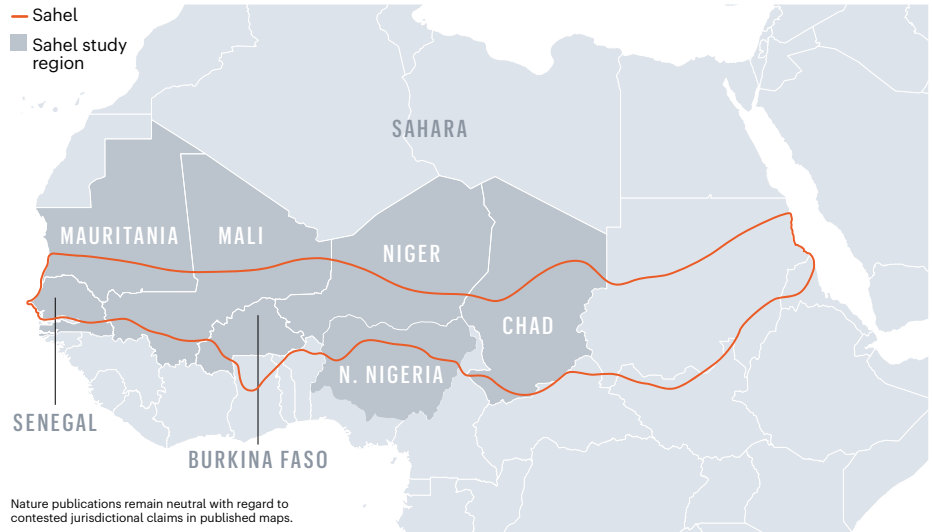 Sahel
Sahel study
region
SAHARA
MAURITANIA
MALI
NIGER
CHAD
N. NIGERIA
SENEGAL
BURKINA FASO
Nature publications remain neutral with regard to
contested jurisdictional claims in published maps.